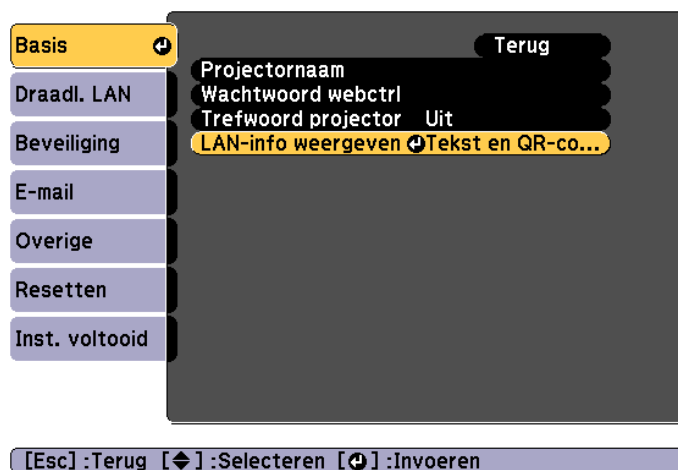 Basis
Draadl. LAN
Beveiliging
E-mail
Overige
Resetten
Inst. voltooid
Terug
Projectornaam
Wachtwoord webctrl
Trefwoord projector Uit
LAN-info weergeven Tekst en QR-co...
[Esc] :Terug [] :Selecteren [] :Invoeren